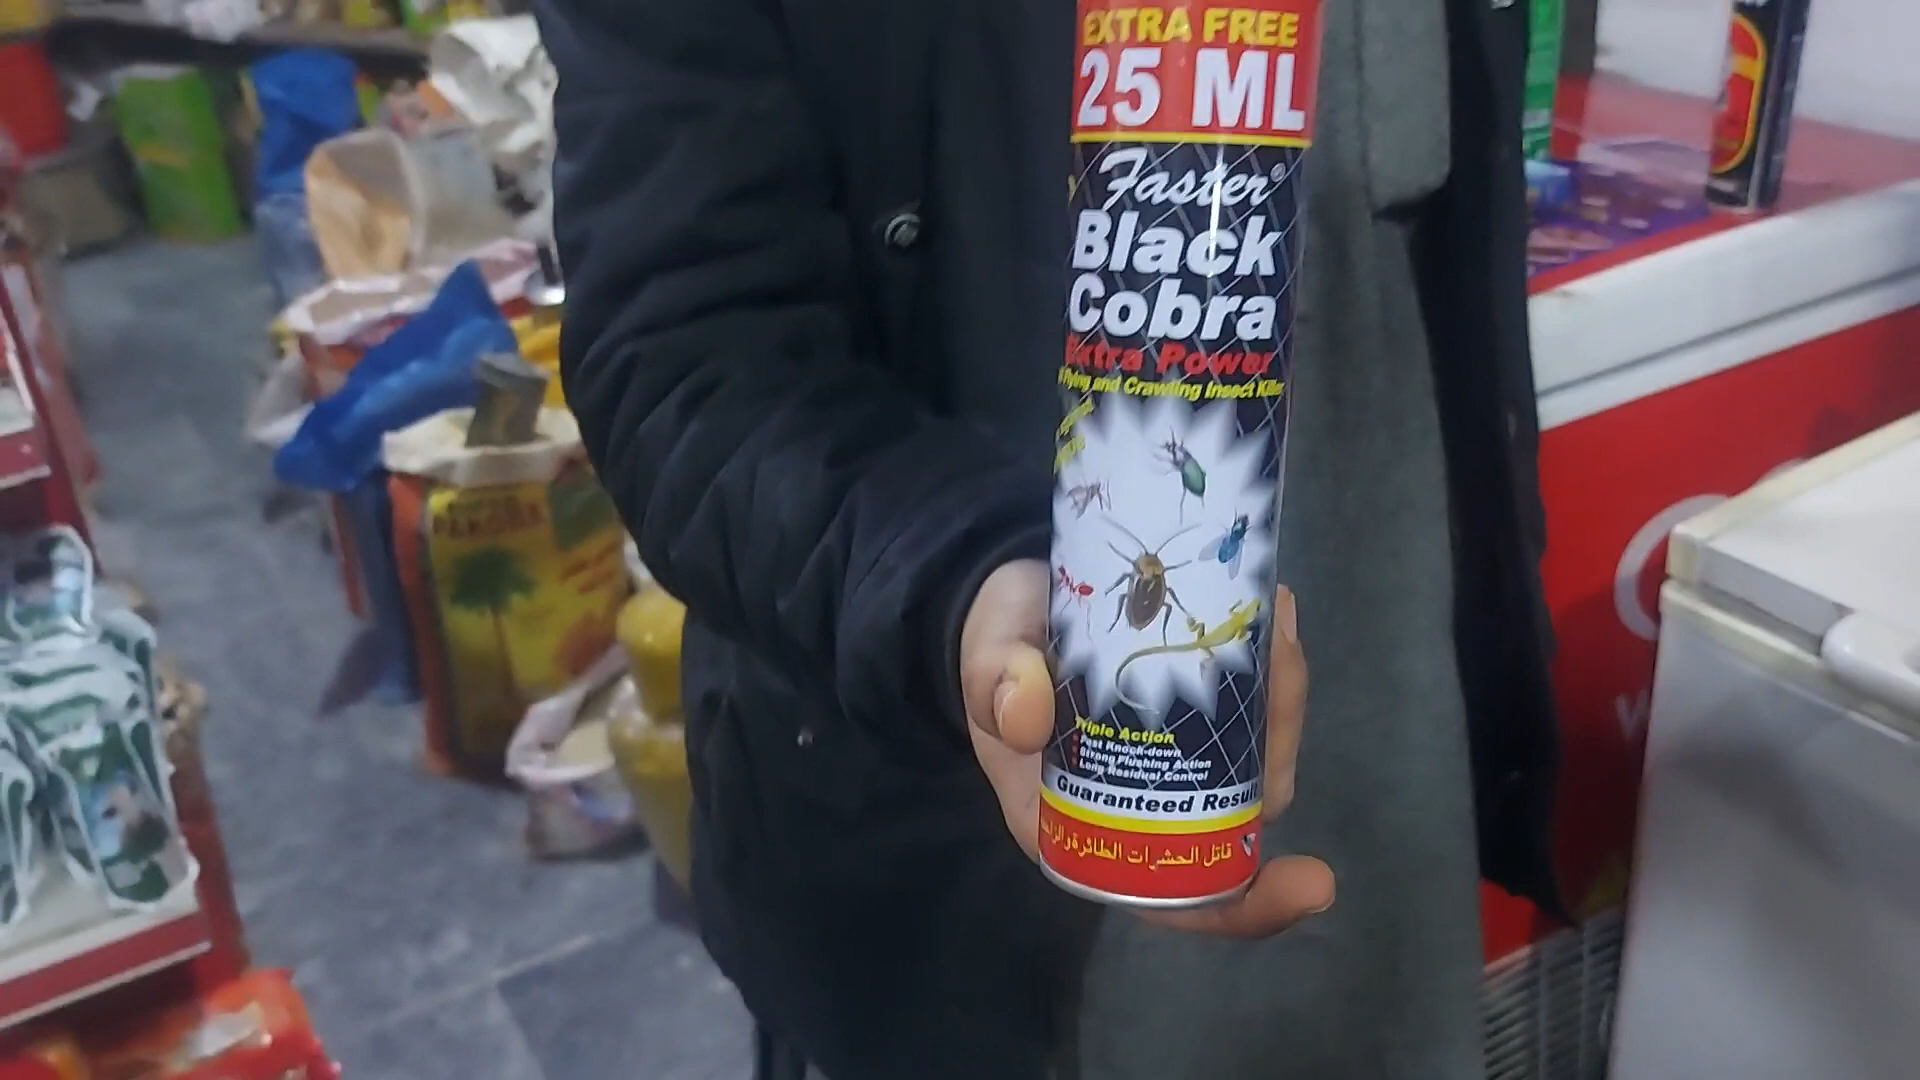 EXTRA FREE
25 ML
Faster®
Black
Cobra
Extra Power
Flying and Crawling Insect Killer
Triple Action
Fast Knock-down
Strong Flushing Action
Long Residual Control
Guaranteed Result
قاتل الحشرات الطائرة
PAKOLA